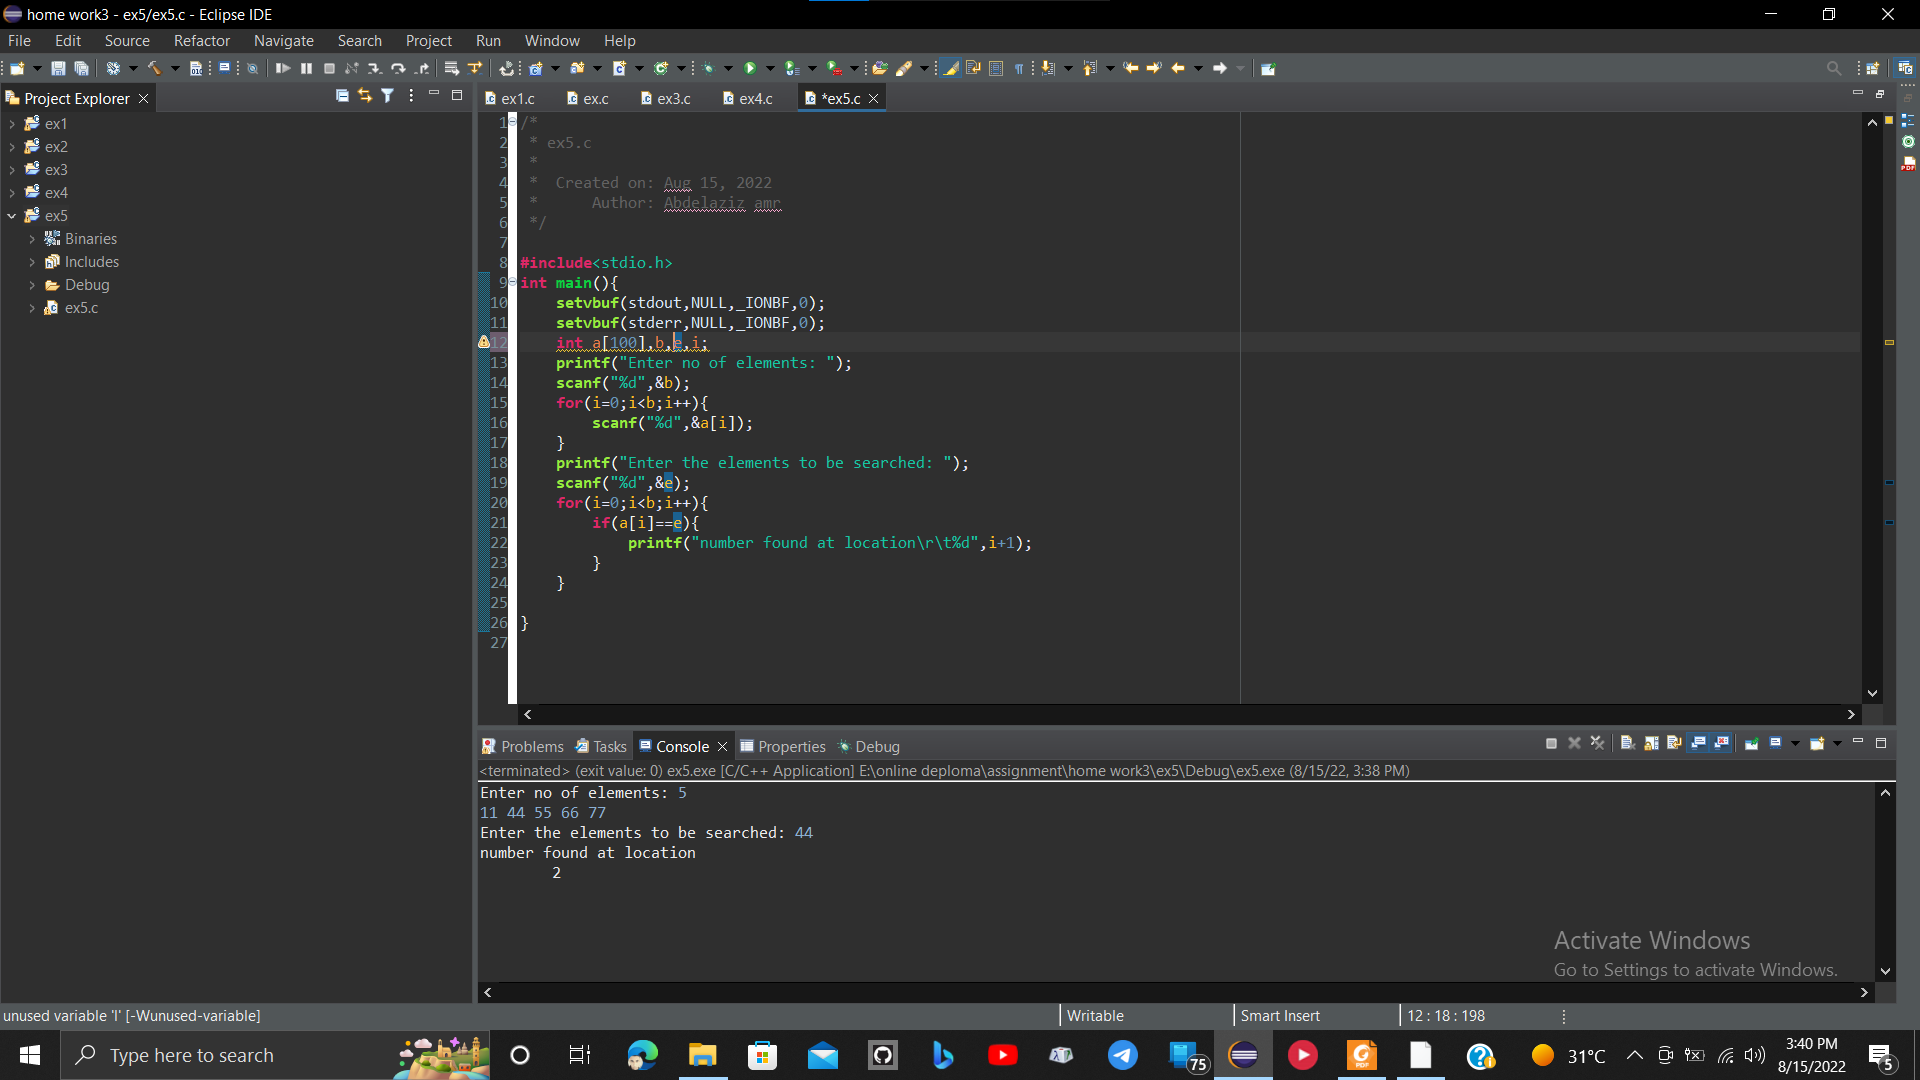 home work3 - ex5/ex5.c - Eclipse IDE
File Edit Source Refactor Navigate Search Project Run Window Help
Project Explorer
ex1
ex2
ex3
ex4
ex5
Binaries
Includes
Debug
ex5.c
ex1.c ex.c ex3.c ex4.c *ex5.c
1 /*
2 * ex5.c
3 *
4 * Created on: Aug 15, 2022
5 * Author: Abdelaziz amr
6 */
7
8 #include<stdio.h>
9 int main(){
10 setvbuf(stdout,NULL,_IONBF,0);
11 setvbuf(stderr,NULL,_IONBF,0);
12 int a[100],b,e,i;
13 printf("Enter no of elements: ");
14 scanf("%d",&b);
15 for(i=0;i<b;i++){
16 scanf("%d",&a[i]);
17 }
18 printf("Enter the elements to be searched: ");
19 scanf("%d",&e);
20 for(i=0;i<b;i++){
21 if(a[i]==e){
22 printf("number found at location\r\t%d",i+1);
23 }
24 }
25
26 }
27
Problems Tasks Console Properties Debug
<terminated> (exit value: 0) ex5.exe [C/C++ Application] E:\online deploma\assignment\home work3\ex5\Debug\ex5.exe (8/15/22, 3:38 PM)
Enter no of elements: 5
11 44 55 66 77
Enter the elements to be searched: 44
number found at location
2
Activate Windows
Go to Settings to activate Windows.
unused variable 'I' [-Wunused-variable] Writable Smart Insert 12 : 18 : 198
Type here to search 75 31°C 3:40 PM
8/15/2022 5